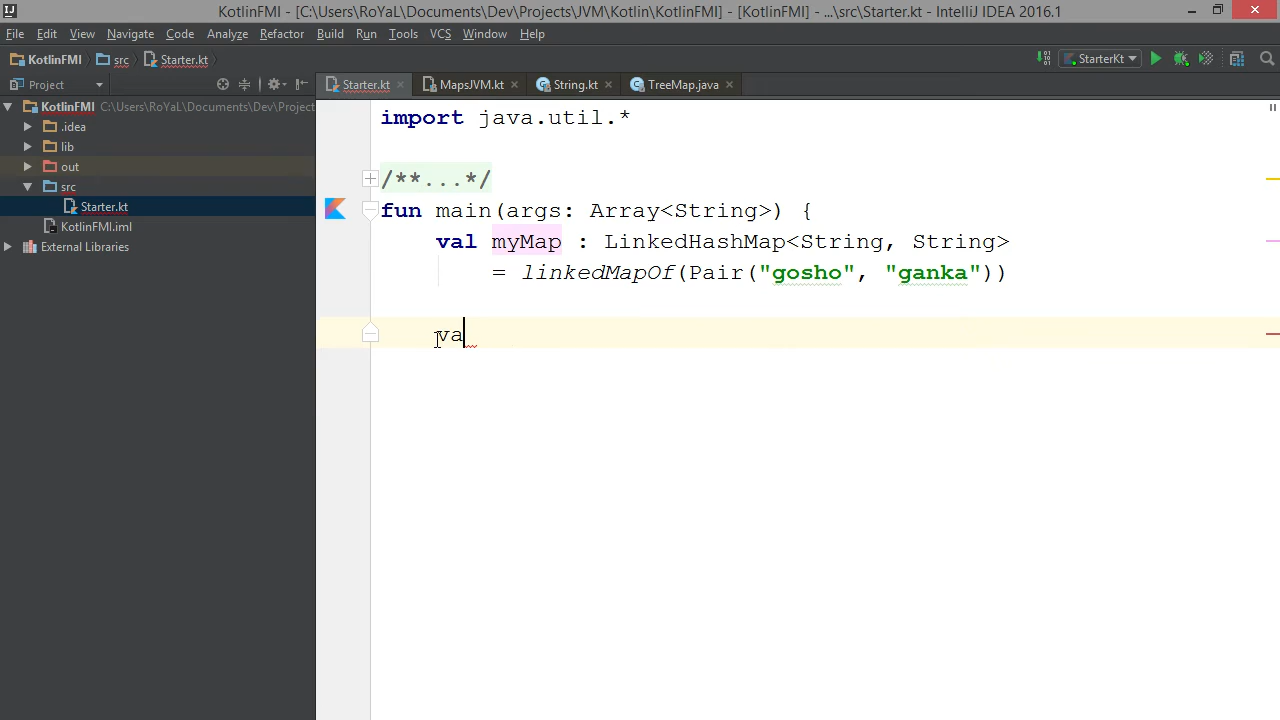 KotlinFMI - [C:\Users\RoYaL\Documents\Dev\Projects\JVM\Kotlin\KotlinFMI] - [KotlinFMI] - ...\src\Starter.kt - IntelliJ IDEA 2016.1
File Edit View Navigate Code Analyze Refactor Build Run Tools VCS Window Help
KotlinFMI src Starter.kt StarterKt
Project Starter.kt MapsJVM.kt String.kt TreeMap.java
KotlinFMI C:\Users\RoYaL\Documents\Dev\Project
.idea
lib
out
src
Starter.kt
KotlinFMI.iml
External Libraries
import java.util.*
/**...*/
fun main(args: Array<String>) {
val myMap : LinkedHashMap<String, String>
= linkedMapOf(Pair("gosho", "ganka"))
va